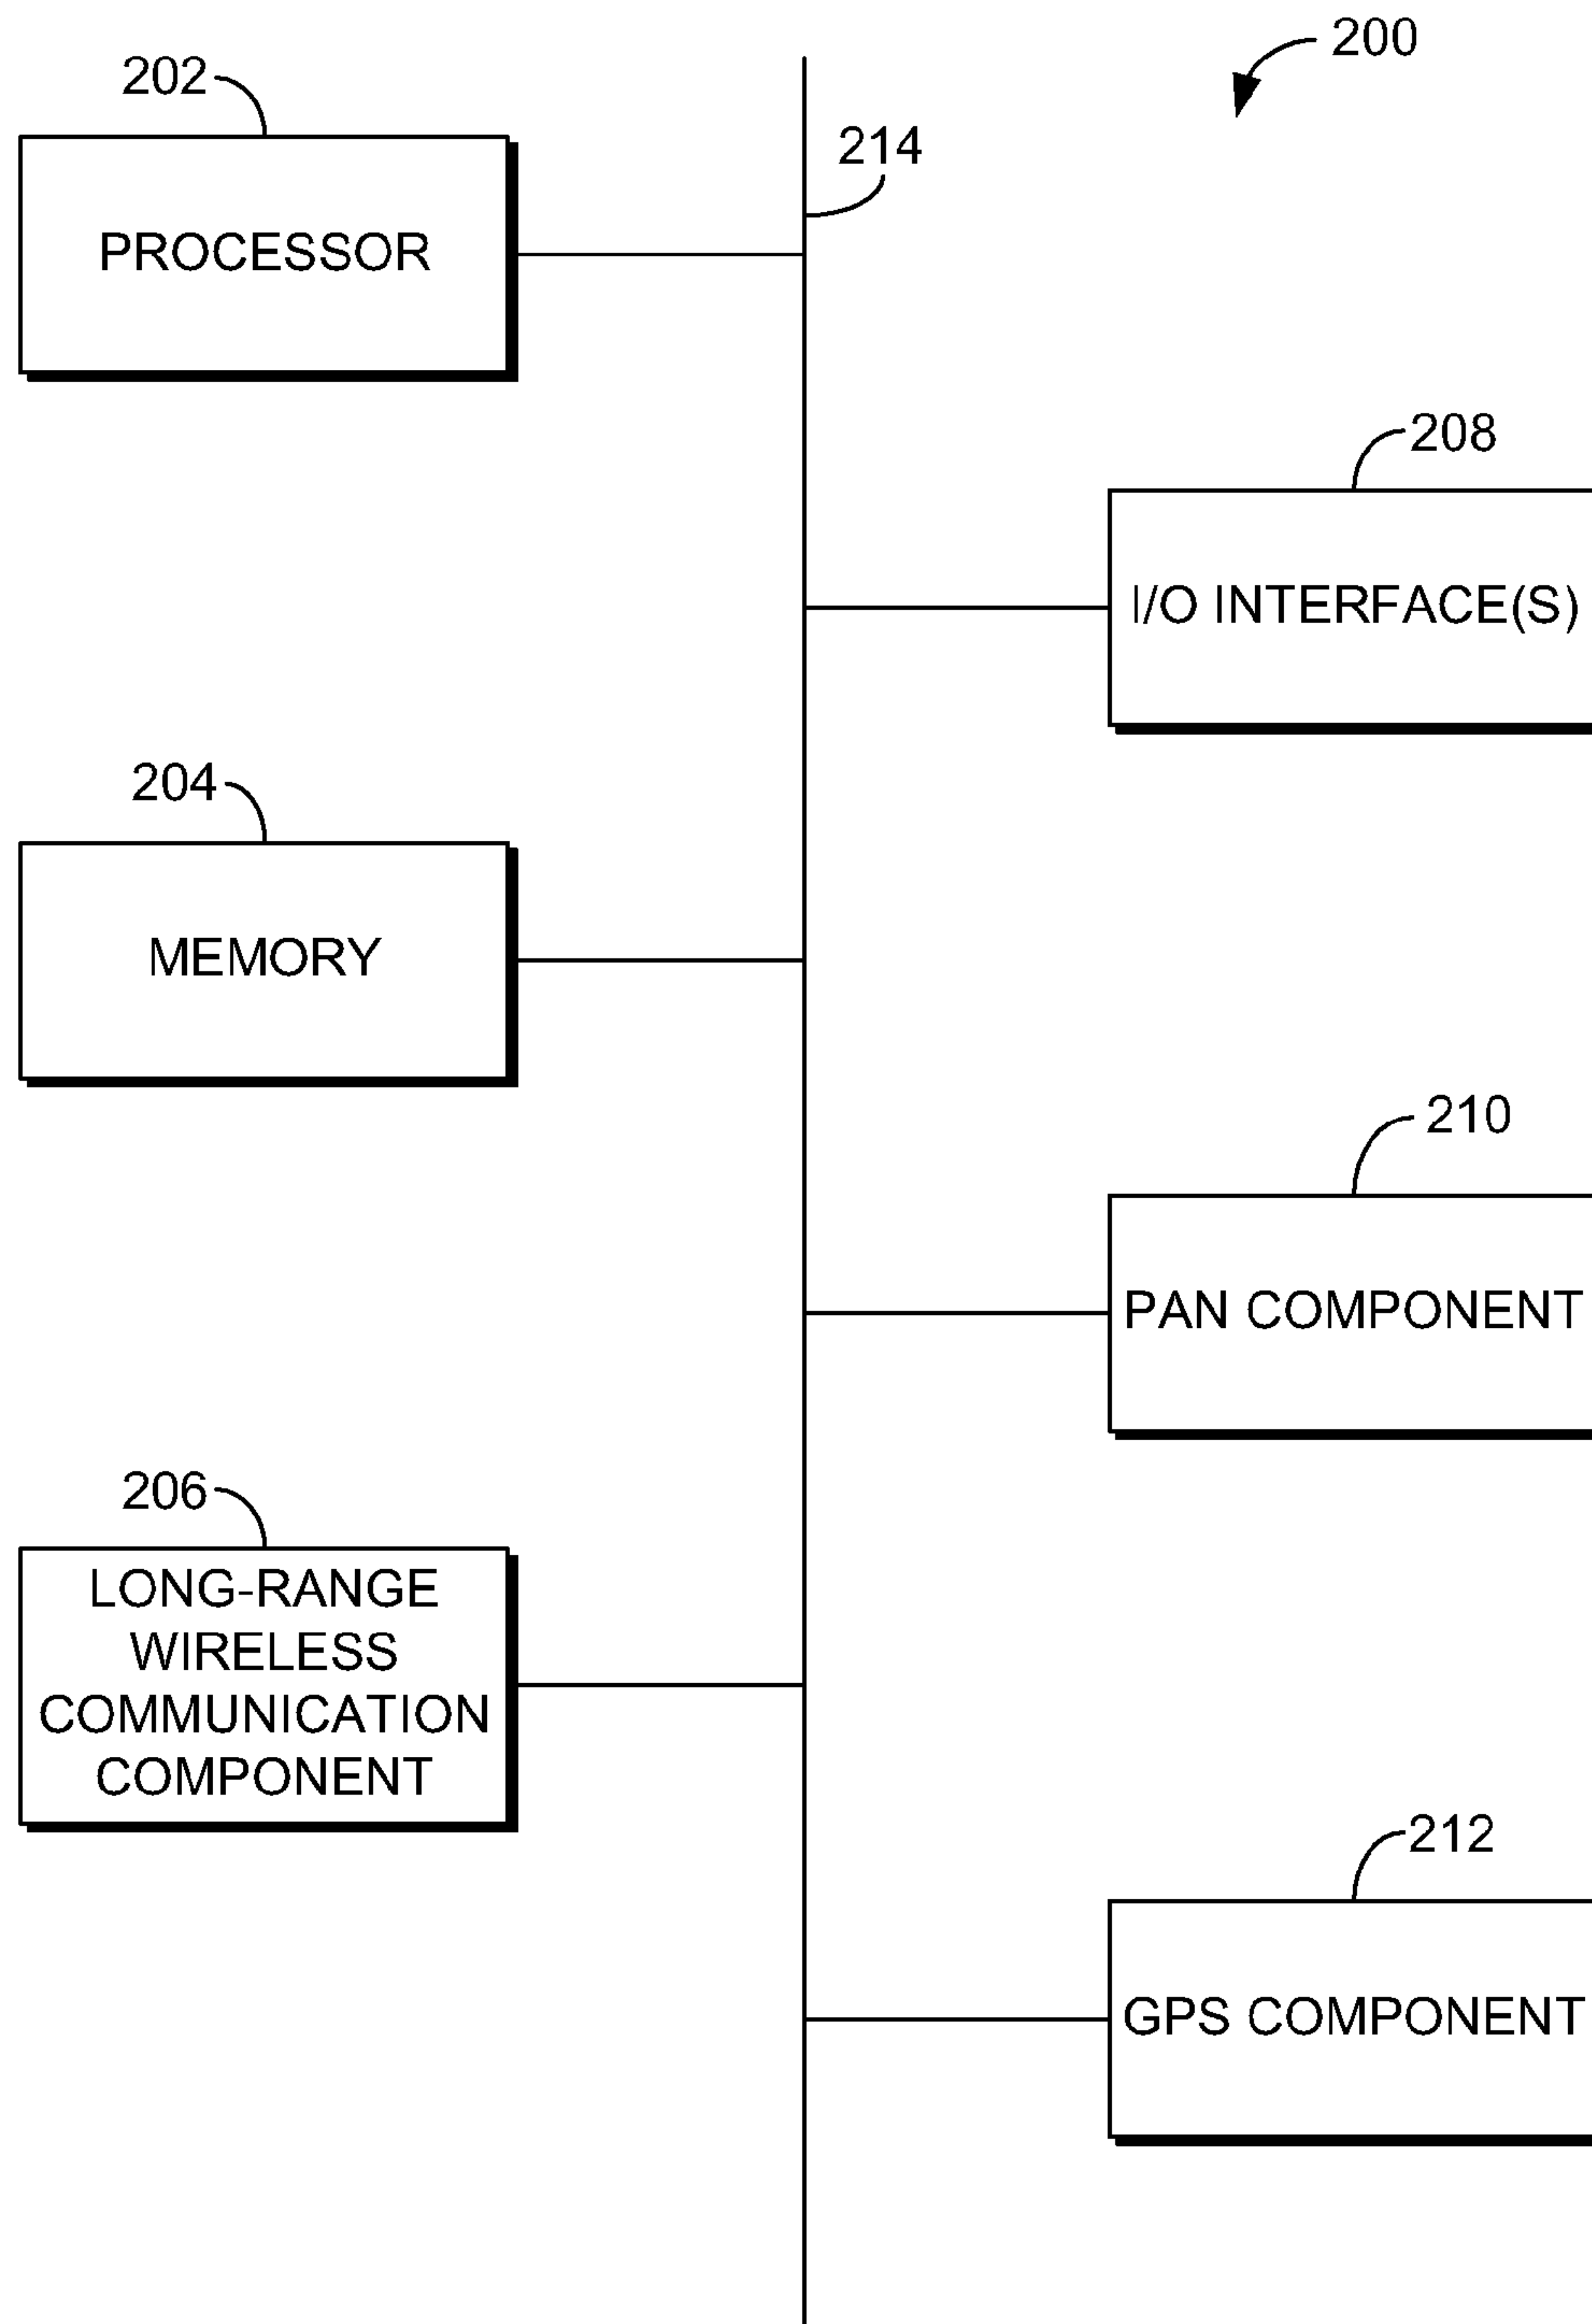 200
202
214
PROCESSOR
208
I/O INTERFACE(S)
204
MEMORY
210
PAN COMPONENT
206
LONG-RANGE
WIRELESS
COMMUNICATION
COMPONENT
212
GPS COMPONENT